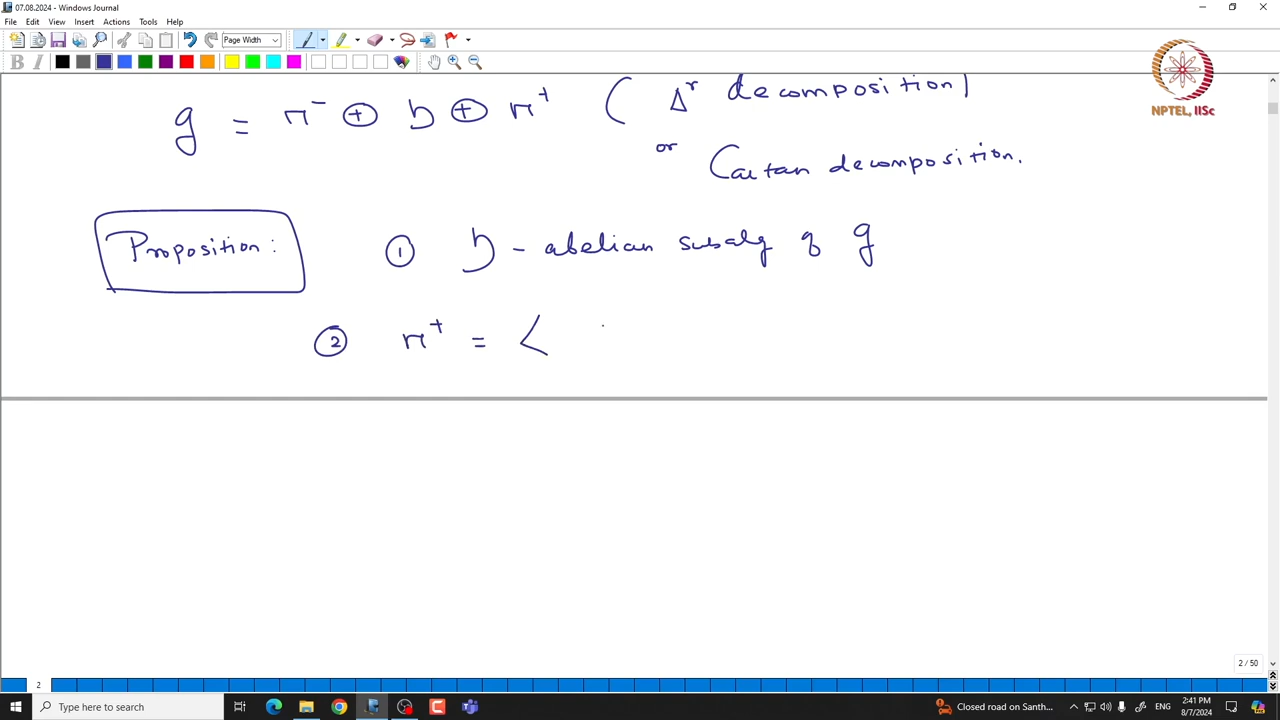 07.08.2024 - Windows Journal
File Edit View Insert Actions Tools Help
Page Width
B I
NPTEL, IISc
g = n⁻ ⊕ h ⊕ n⁺ ( Δʳ decomposition)
or Cartan decomposition.
Proposition: ① h - abelian subalg of g
② n⁺ = <
2 / 50
2
Type here to search
Closed road on Santh...
ENG
2:41 PM
8/7/2024